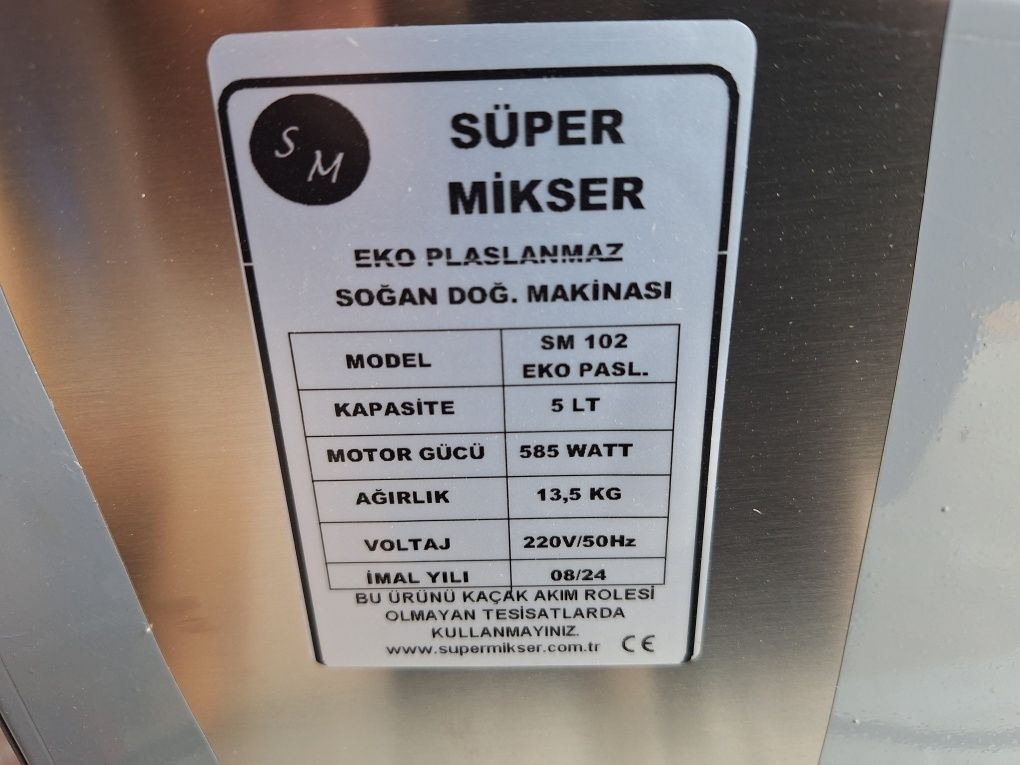 S M
SÜPER
MİKSER
EKO PLASLANMAZ
SOĞAN DOĞ. MAKİNASI
MODEL SM 102 EKO PASL.
KAPASİTE 5 LT
MOTOR GÜCÜ 585 WATT
AĞIRLIK 13,5 KG
VOLTAJ 220V/50Hz
İMAL YILI 08/24
BU ÜRÜNÜ KAÇAK AKIM ROLESİ
OLMAYAN TESİSATLARDA
KULLANMAYINIZ.
www.supermikser.com.tr CE